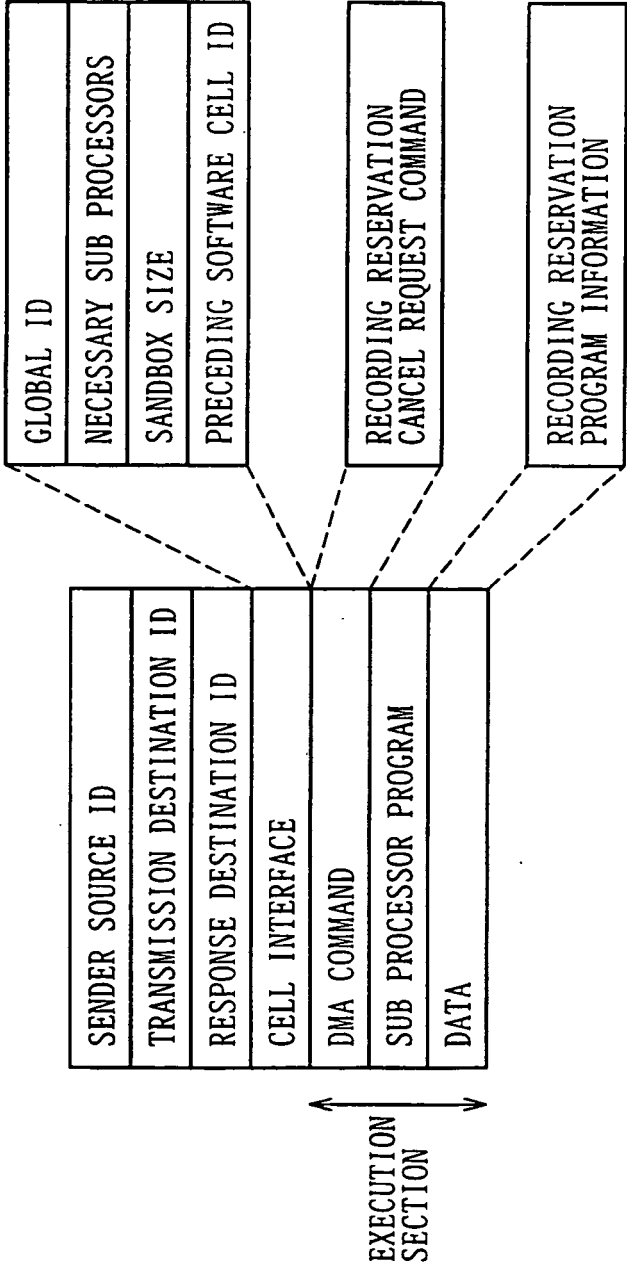 SENDER SOURCE ID
TRANSMISSION DESTINATION ID
RESPONSE DESTINATION ID
CELL INTERFACE
DMA COMMAND
SUB PROCESSOR PROGRAM
DATA
EXECUTION
SECTION
GLOBAL ID
NECESSARY SUB PROCESSORS
SANDBOX SIZE
PRECEDING SOFTWARE CELL ID
RECORDING RESERVATION
CANCEL REQUEST COMMAND
RECORDING RESERVATION
PROGRAM INFORMATION